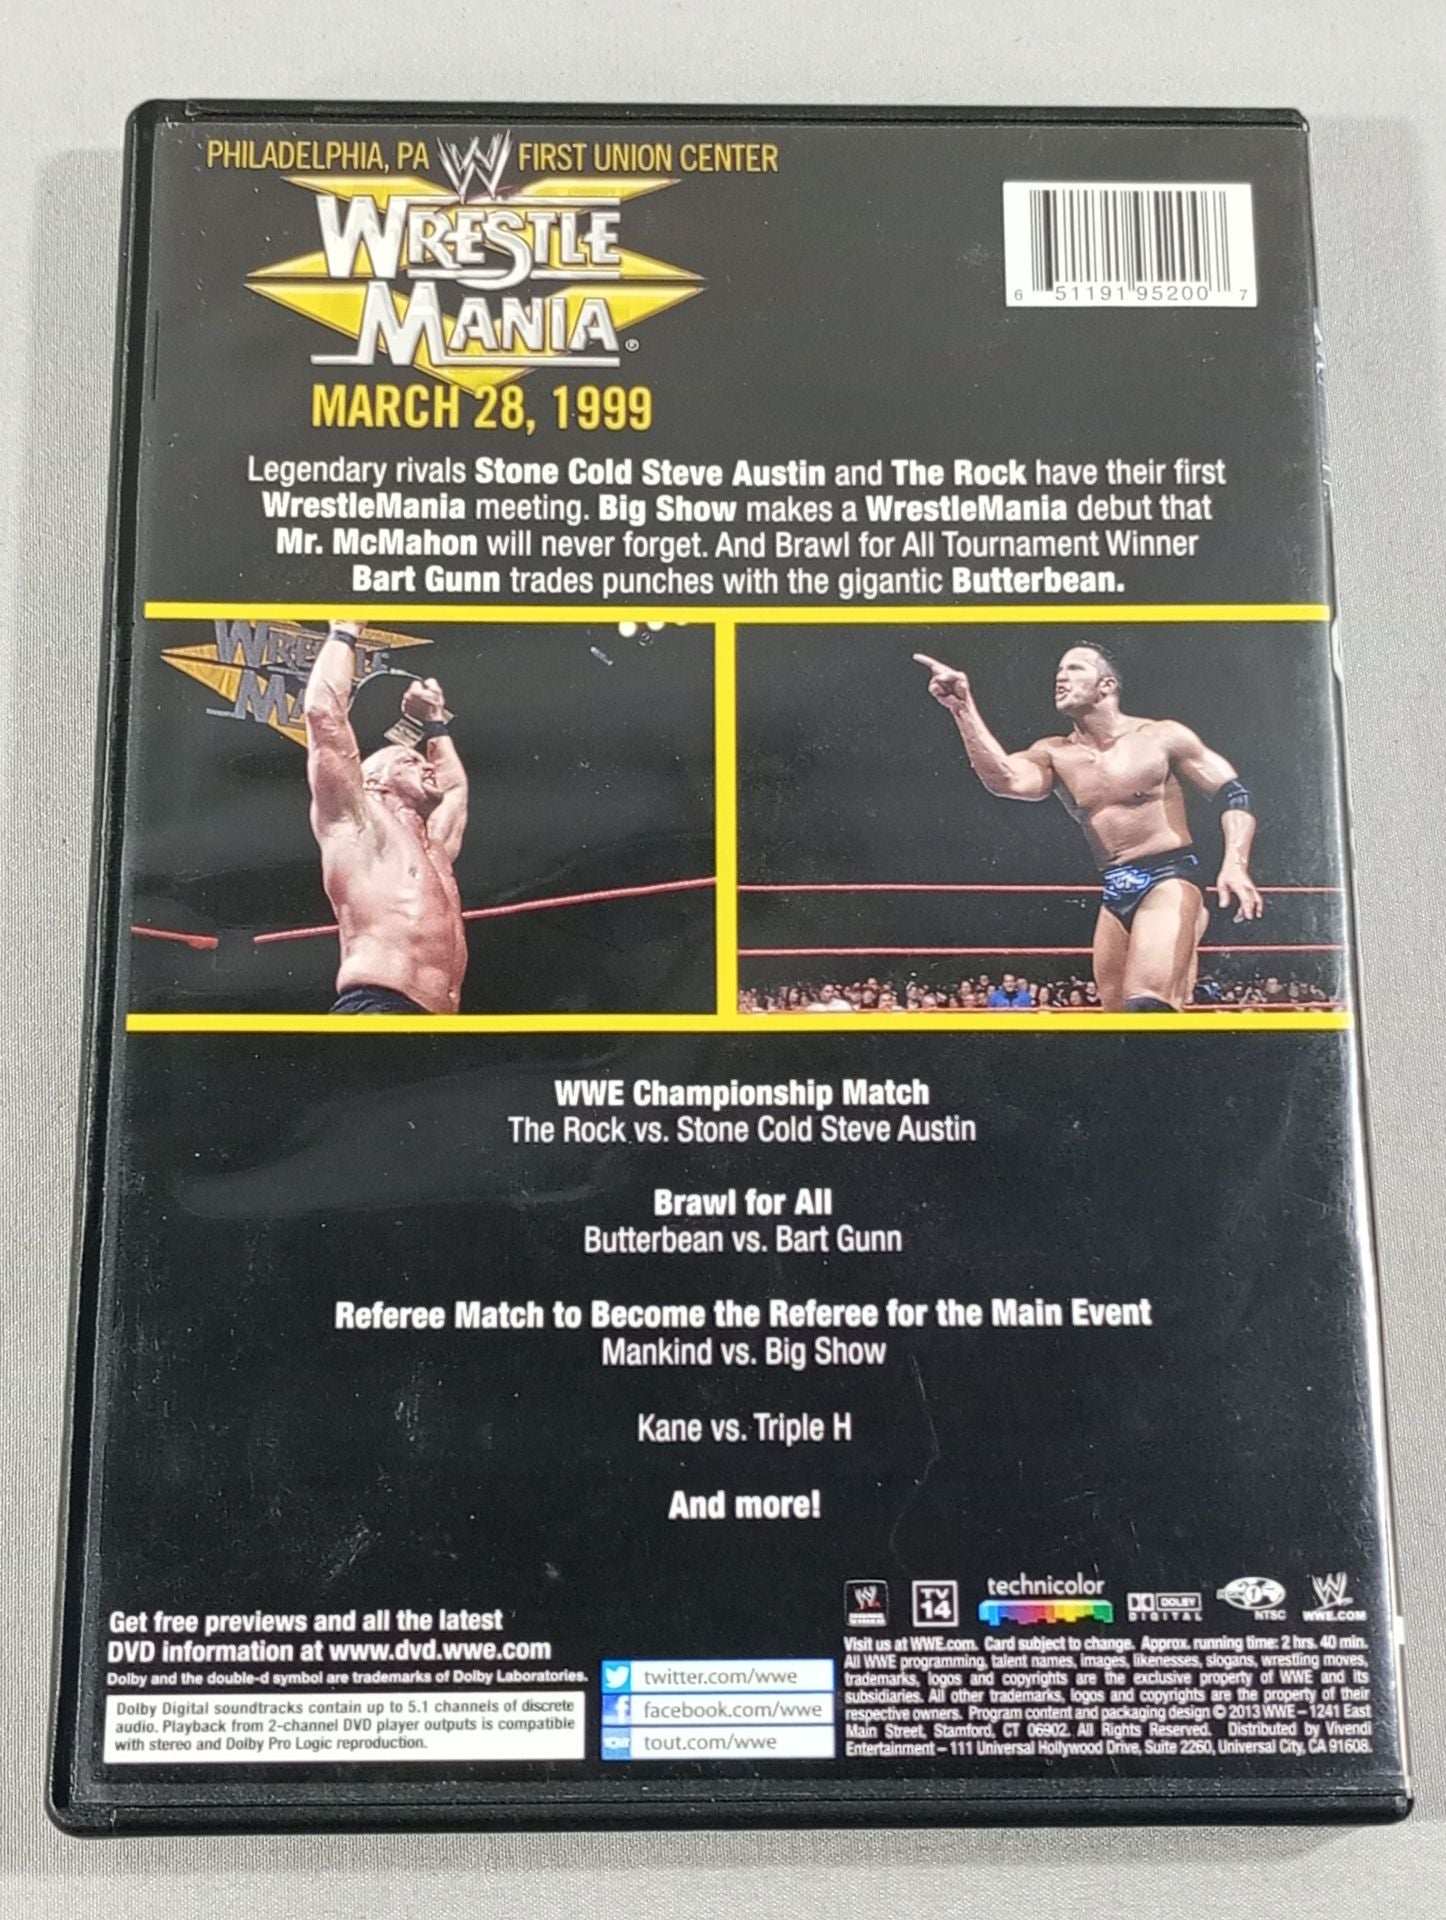 PHILADELPHIA, PA W FIRST UNION CENTER
WRESTLE
MANIA®
MARCH 28, 1999
6 51191 95200 7
Legendary rivals Stone Cold Steve Austin and The Rock have their first
WrestleMania meeting. Big Show makes a WrestleMania debut that
Mr. McMahon will never forget. And Brawl for All Tournament Winner
Bart Gunn trades punches with the gigantic Butterbean.
WRESTLE
MA
WWE Championship Match
The Rock vs. Stone Cold Steve Austin
Brawl for All
Butterbean vs. Bart Gunn
Referee Match to Become the Referee for the Main Event
Mankind vs. Big Show
Kane vs. Triple H
And more!
Get free previews and all the latest
DVD information at www.dvd.wwe.com
Dolby and the double-d symbol are trademarks of Dolby Laboratories.
Dolby Digital soundtracks contain up to 5.1 channels of discrete
audio. Playback from 2-channel DVD player outputs is compatible
with stereo and Dolby Pro Logic reproduction.
twitter.com/wwe
f facebook.com/wwe
tout.com/wwe
W
TV
14
technicolor
DOLBY
DIGITAL
1
NTSC
W
WWE.COM
Visit us at WWE.com. Card subject to change. Approx. running time: 2 hrs. 40 min.
All WWE programming, talent names, images, likenesses, slogans, wrestling moves,
trademarks, logos and copyrights are the exclusive property of WWE and its
subsidiaries. All other trademarks, logos and copyrights are the property of their
respective owners. Program content and packaging design © 2013 WWE – 1241 East
Main Street, Stamford, CT 06902. All Rights Reserved. Distributed by Vivendi
Entertainment – 111 Universal Hollywood Drive, Suite 2260, Universal City, CA 91608.